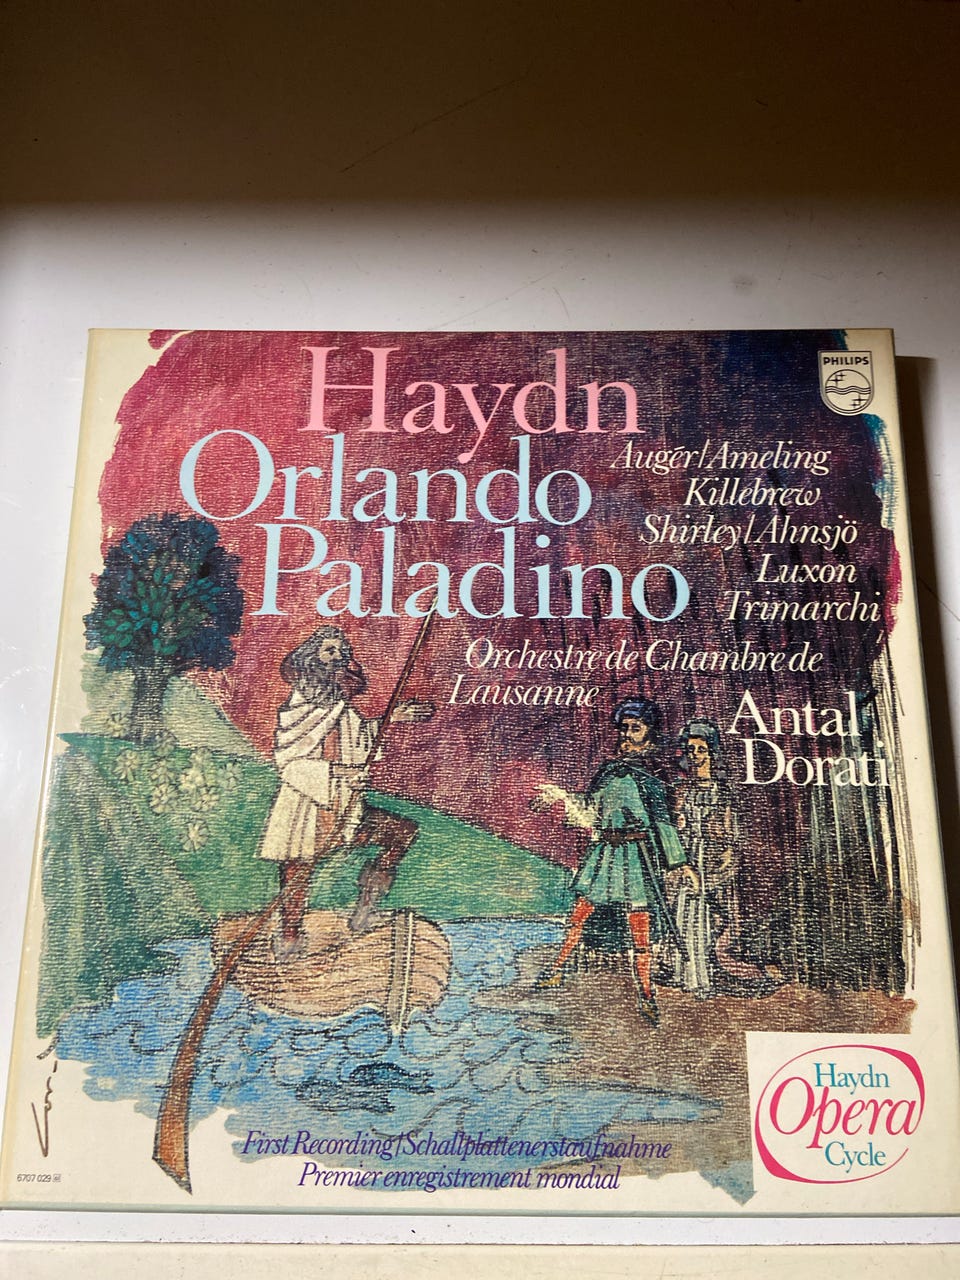 PHILIPS
Haydn
Orlando
Paladino
Augér/Ameling
Killebrew
Shirley/Ahnsjö
Luxon
Trimarchi
Orchestre de Chambre de
Lausanne
Antal
Dorati
First Recording/Schallplattenerstaufnahme
Premier enregistrement mondial
Haydn
Opera
Cycle
6707 029